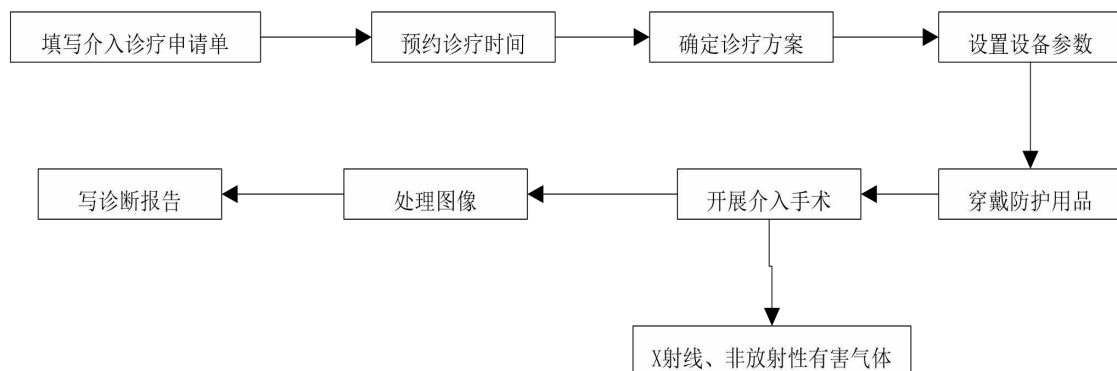 填写介入诊疗申请单
预约诊疗时间
确定诊疗方案
设置设备参数
穿戴防护用品
开展介入手术
处理图像
写诊断报告
X射线、非放射性有害气体